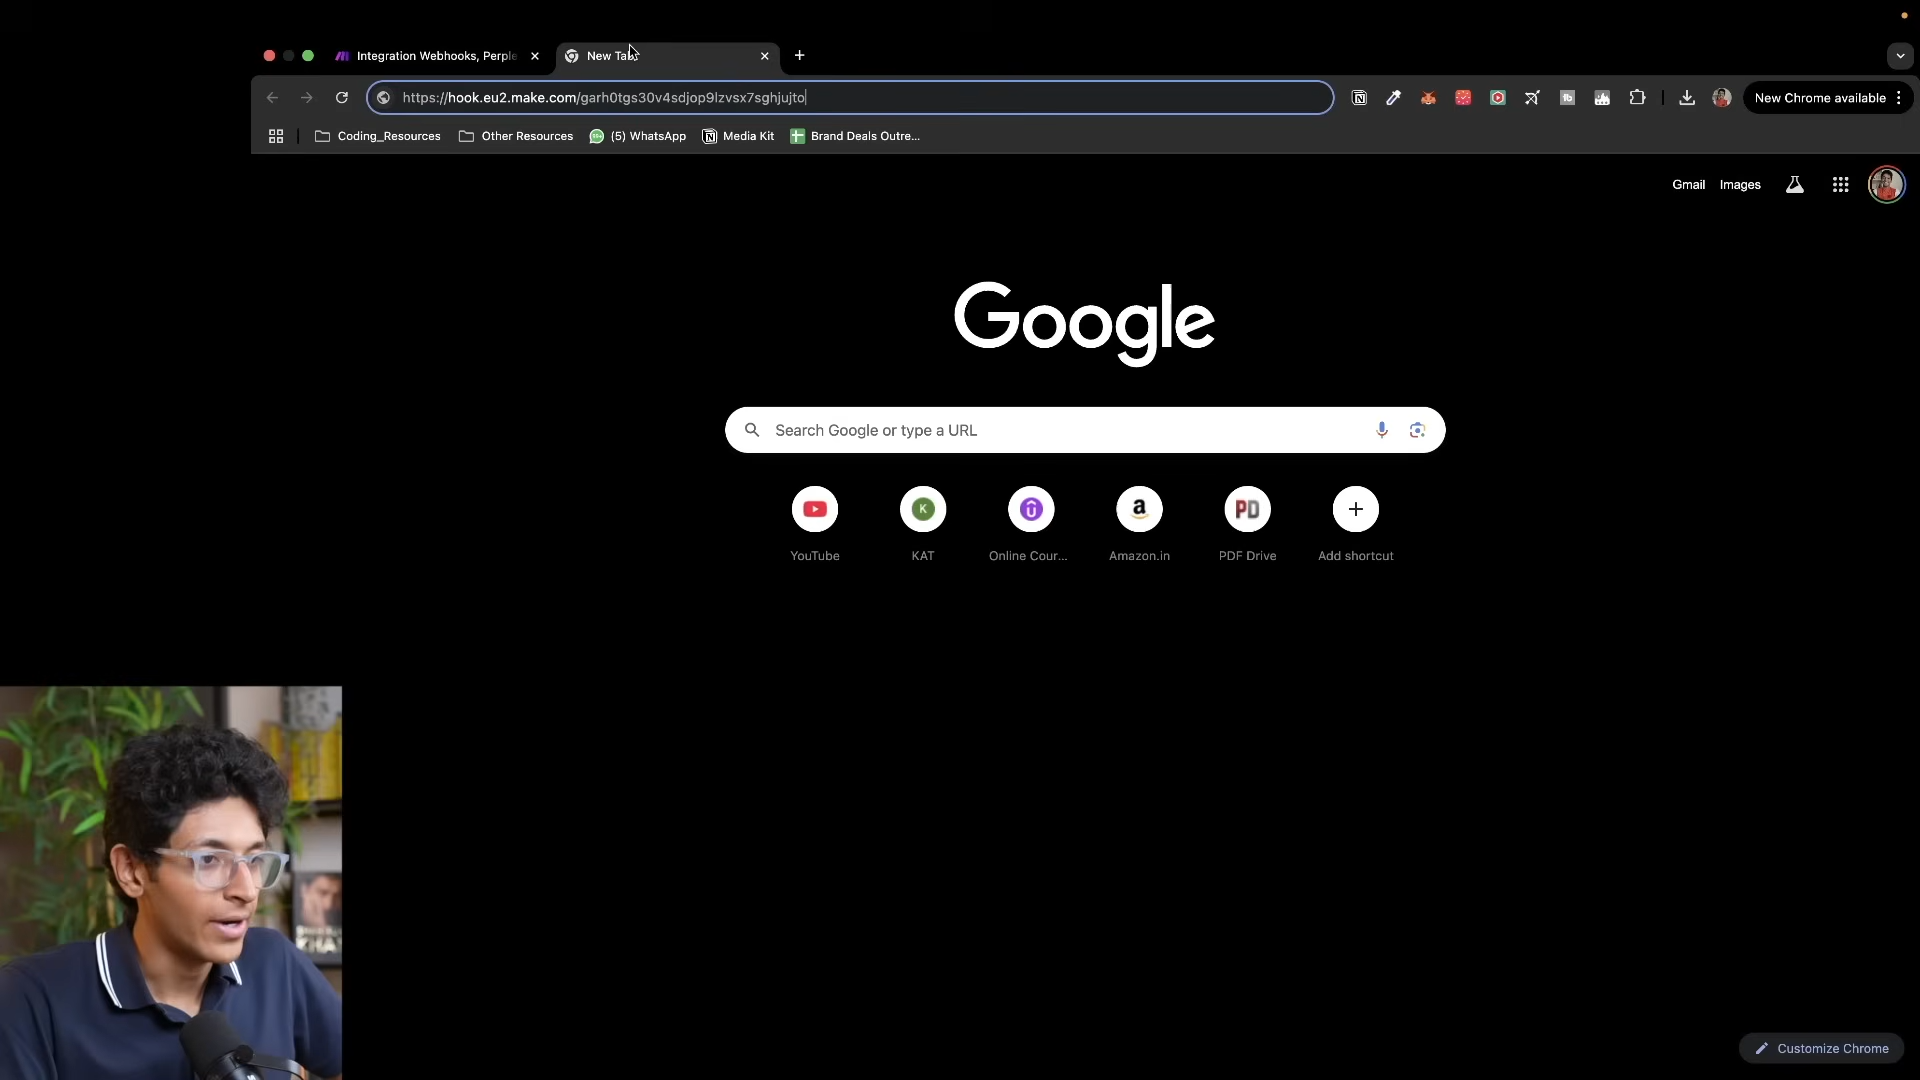 Integration Webhooks, Perple
New Tab
https://hook.eu2.make.com/garh0tgs30v4sdjop9lzvsx7sghjujto
New Chrome available
Coding_Resources
Other Resources
(5) WhatsApp
Media Kit
Brand Deals Outre...
Gmail
Images
Google
Search Google or type a URL
K
a
PD
YouTube
KAT
Online Cour...
Amazon.in
PDF Drive
Add shortcut
Customize Chrome